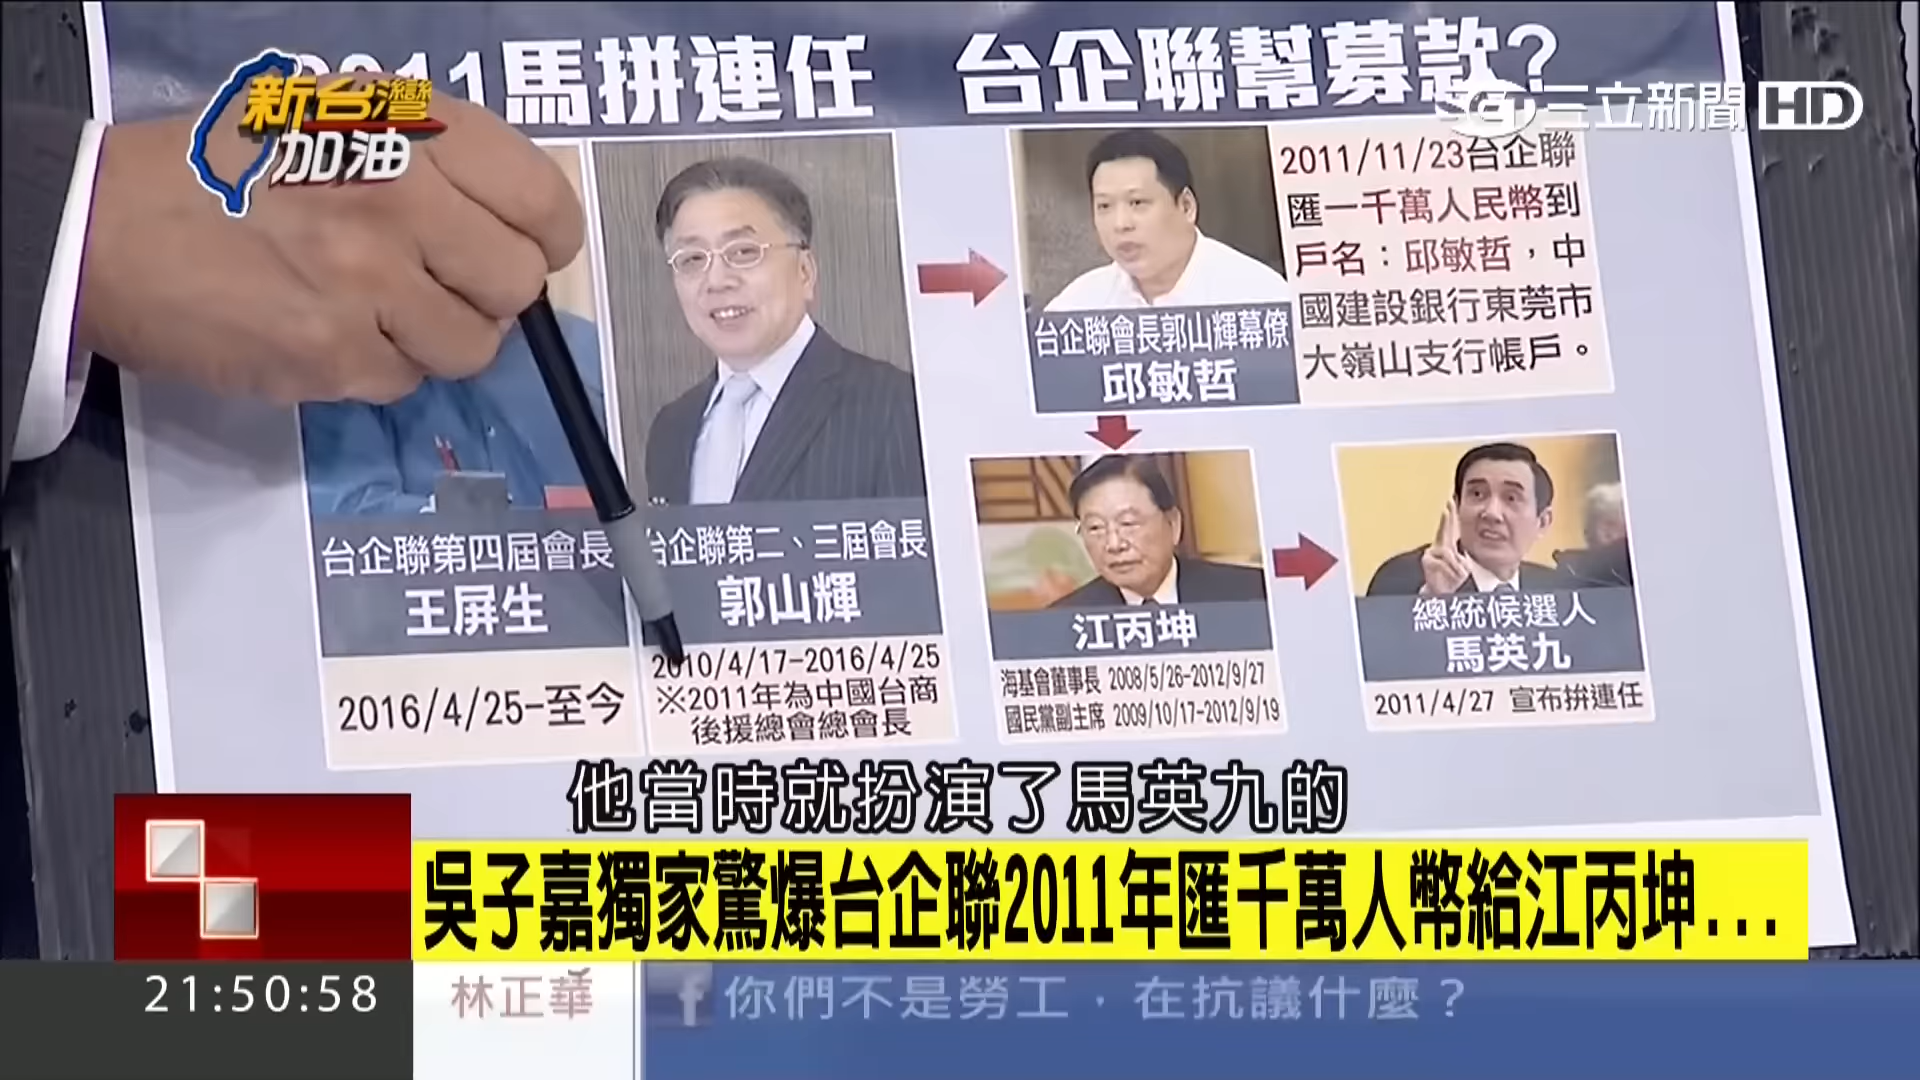 2011馬拼連任 台企聯幫募款?
新台灣
加油
三立新聞 HD
2011/11/23台企聯
匯一千萬人民幣到
戶名：邱敏哲，中
國建設銀行東莞市
大嶺山支行帳戶。
台企聯會長郭山輝幕僚
邱敏哲
台企聯第四屆會長
王屏生
2016/4/25-至今
台企聯第二、三屆會長
郭山輝
2010/4/17-2016/4/25
※2011年為中國台商
後援總會總會長
江丙坤
海基會董事長 2008/5/26-2012/9/27
國民黨副主席 2009/10/17-2012/9/19
總統候選人
馬英九
2011/4/27 宣布拚連任
他當時就扮演了馬英九的
吳子嘉獨家驚爆台企聯2011年匯千萬人幣給江丙坤...
21:50:58
林正華
f 你們不是勞工，在抗議什麼？